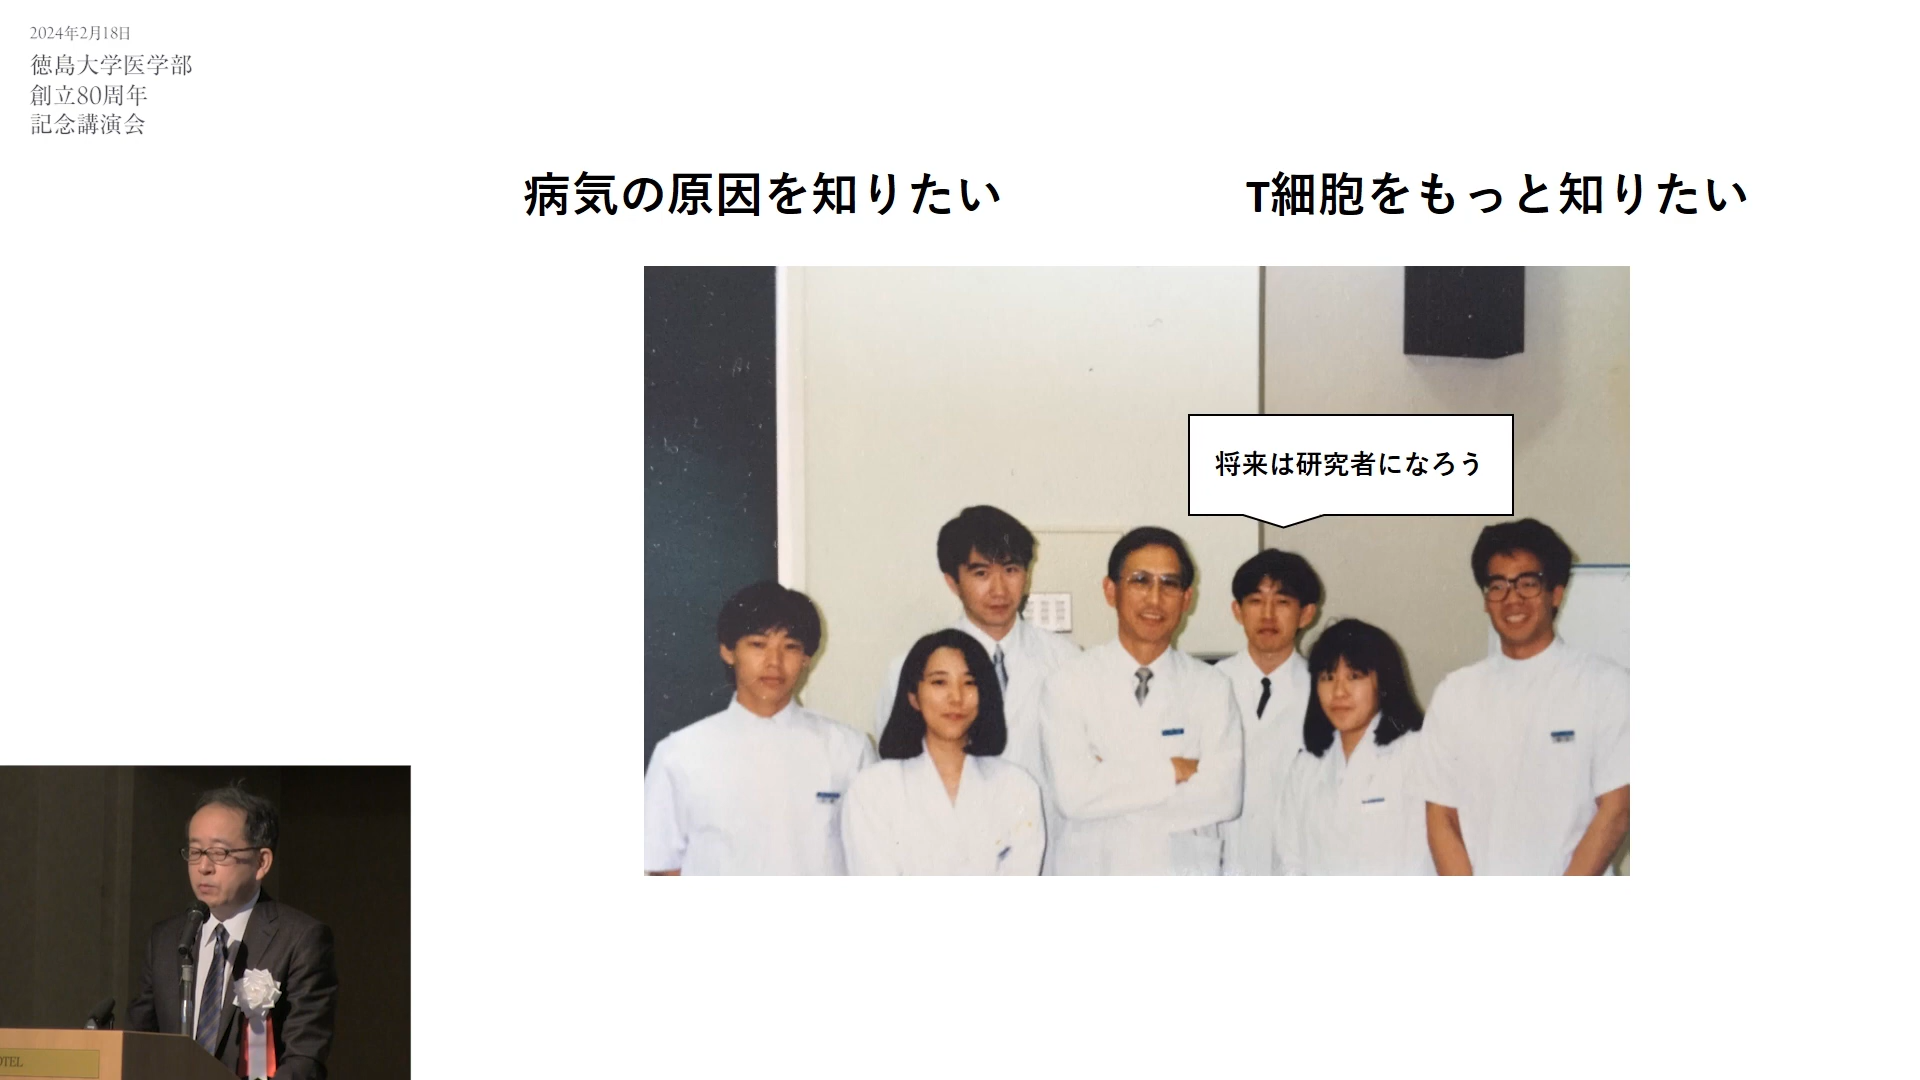 2024年2月18日
徳島大学医学部
創立80周年
記念講演会
病気の原因を知りたい
T細胞をもっと知りたい
将来は研究者になろう
OTEL